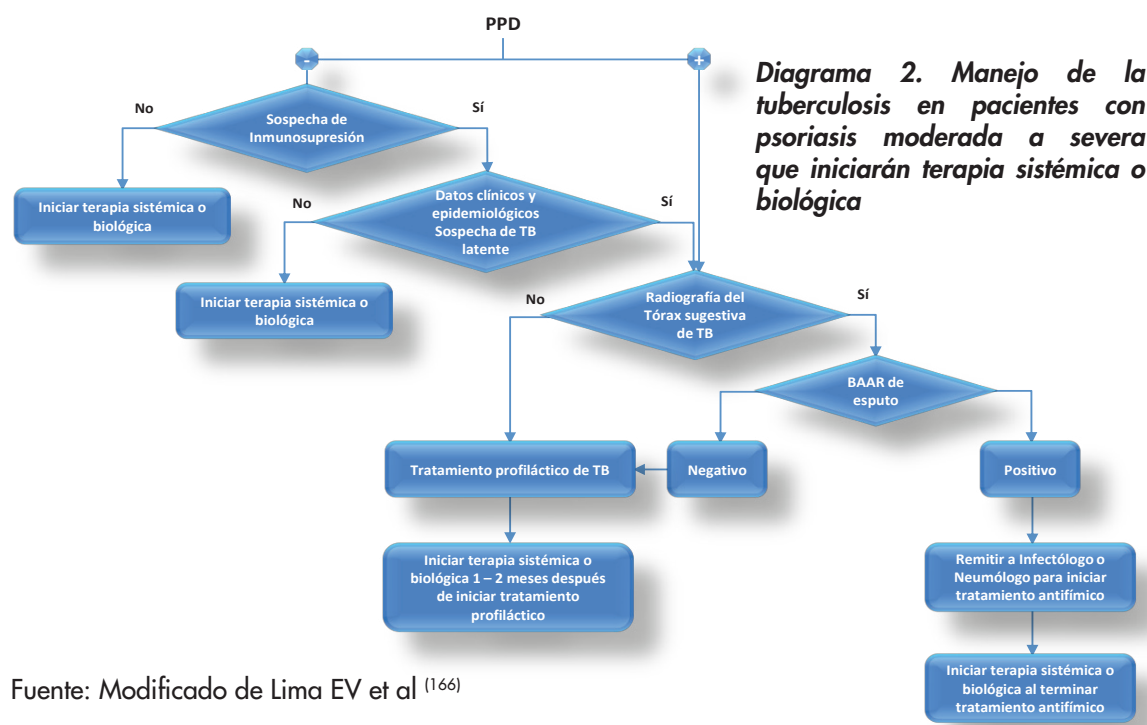 PPD
-
+
Diagrama 2. Manejo de la
tuberculosis en pacientes con
psoriasis moderada a severa
que iniciarán terapia sistémica o
biológica
No
Sospecha de
Inmunosupresión
Sí
Iniciar terapia sistémica o
biológica
No
Datos clínicos y
epidemiológicos
Sospecha de TB
latente
Sí
Iniciar terapia sistémica o
biológica
No
Radiografía del
Tórax sugestiva
de TB
Sí
BAAR de
esputo
Tratamiento profiláctico de TB
Negativo
Positivo
Iniciar terapia sistémica o
biológica 1 – 2 meses después
de iniciar tratamiento
profiláctico
Remitir a Infectólogo o
Neumólogo para iniciar
tratamiento antifímico
Iniciar terapia sistémica o
biológica al terminar
tratamiento antifímico
Fuente: Modificado de Lima EV et al (166)